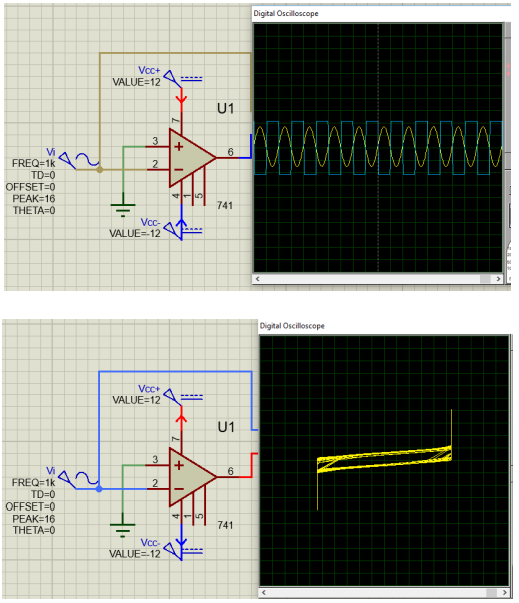 Digital Oscilloscope
Vcc+
VALUE=12
U1
7
Vi
FREQ=1k
TD=0
OFFSET=0
PEAK=16
THETA=0
3
2
6
4
1
5
741
Vcc-
VALUE=-12
Digital Oscilloscope
Vcc+
VALUE=12
U1
7
Vi
FREQ=1k
TD=0
OFFSET=0
PEAK=16
THETA=0
3
2
6
4
1
5
741
Vcc-
VALUE=-12